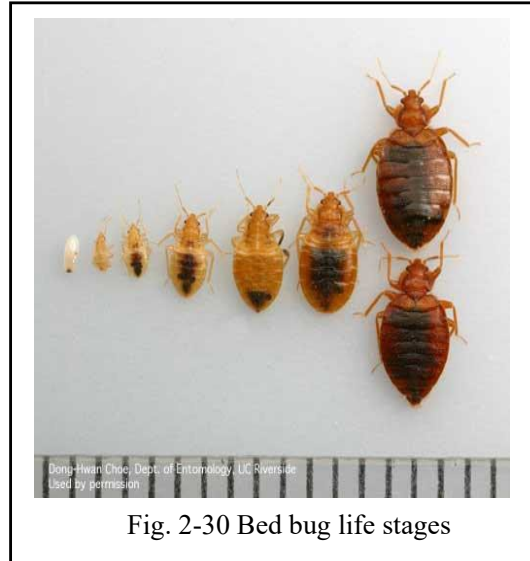 Dong-Hwan Choe, Dept. of Entomology, UC Riverside
Used by permission
Fig. 2-30 Bed bug life stages